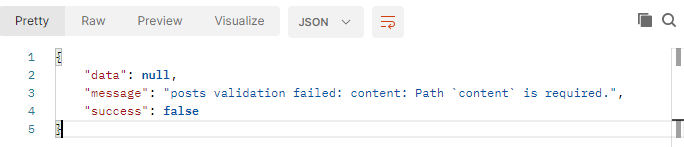 Pretty Raw Preview Visualize JSON
1 {
2 "data": null,
3 "message": "posts validation failed: content: Path `content` is required.",
4 "success": false
5 }